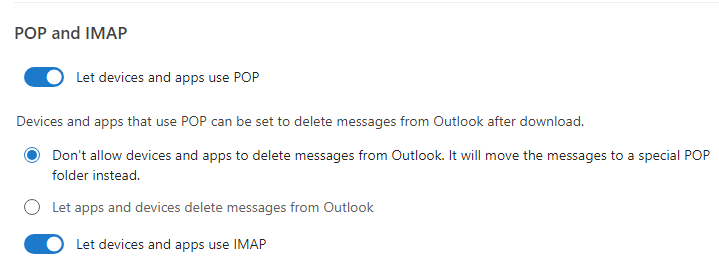 POP and IMAP
Let devices and apps use POP
Devices and apps that use POP can be set to delete messages from Outlook after download.
Don't allow devices and apps to delete messages from Outlook. It will move the messages to a special POP
folder instead.
Let apps and devices delete messages from Outlook
Let devices and apps use IMAP